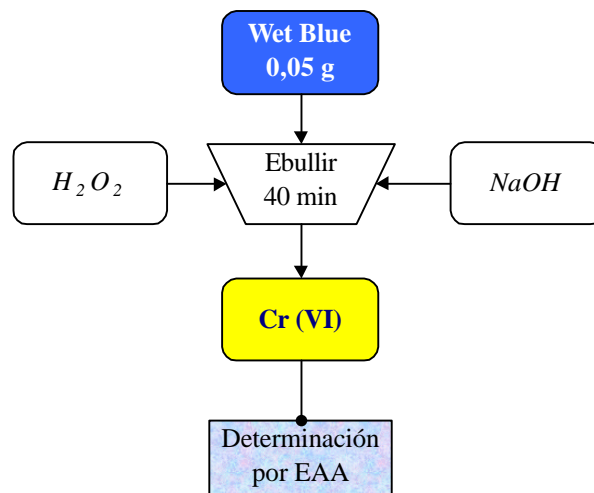 Wet Blue
0,05 g
H2O2
Ebullir
40 min
NaOH
Cr (VI)
Determinación
por EAA